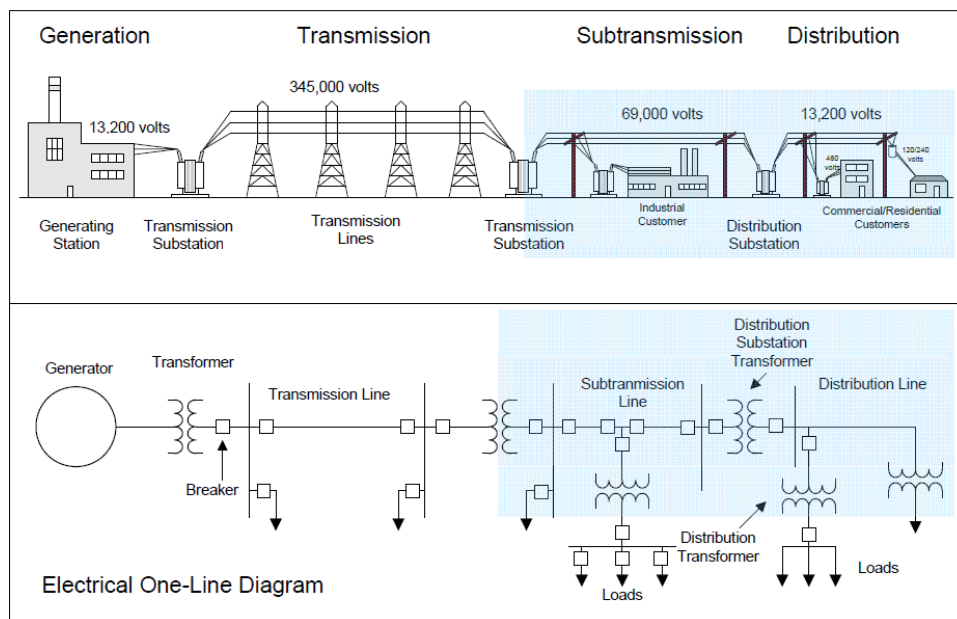 Generation
Transmission
Subtransmission
Distribution
345,000 volts
13,200 volts
69,000 volts
13,200 volts
480
volts
120/240
volts
Generating
Station
Transmission
Substation
Transmission
Lines
Transmission
Substation
Industrial
Customer
Distribution
Substation
Commercial/Residential
Customers
Generator
Transformer
Transmission Line
Breaker
Subtranmission
Line
Distribution
Substation
Transformer
Distribution Line
Distribution
Transformer
Loads
Loads
Electrical One-Line Diagram